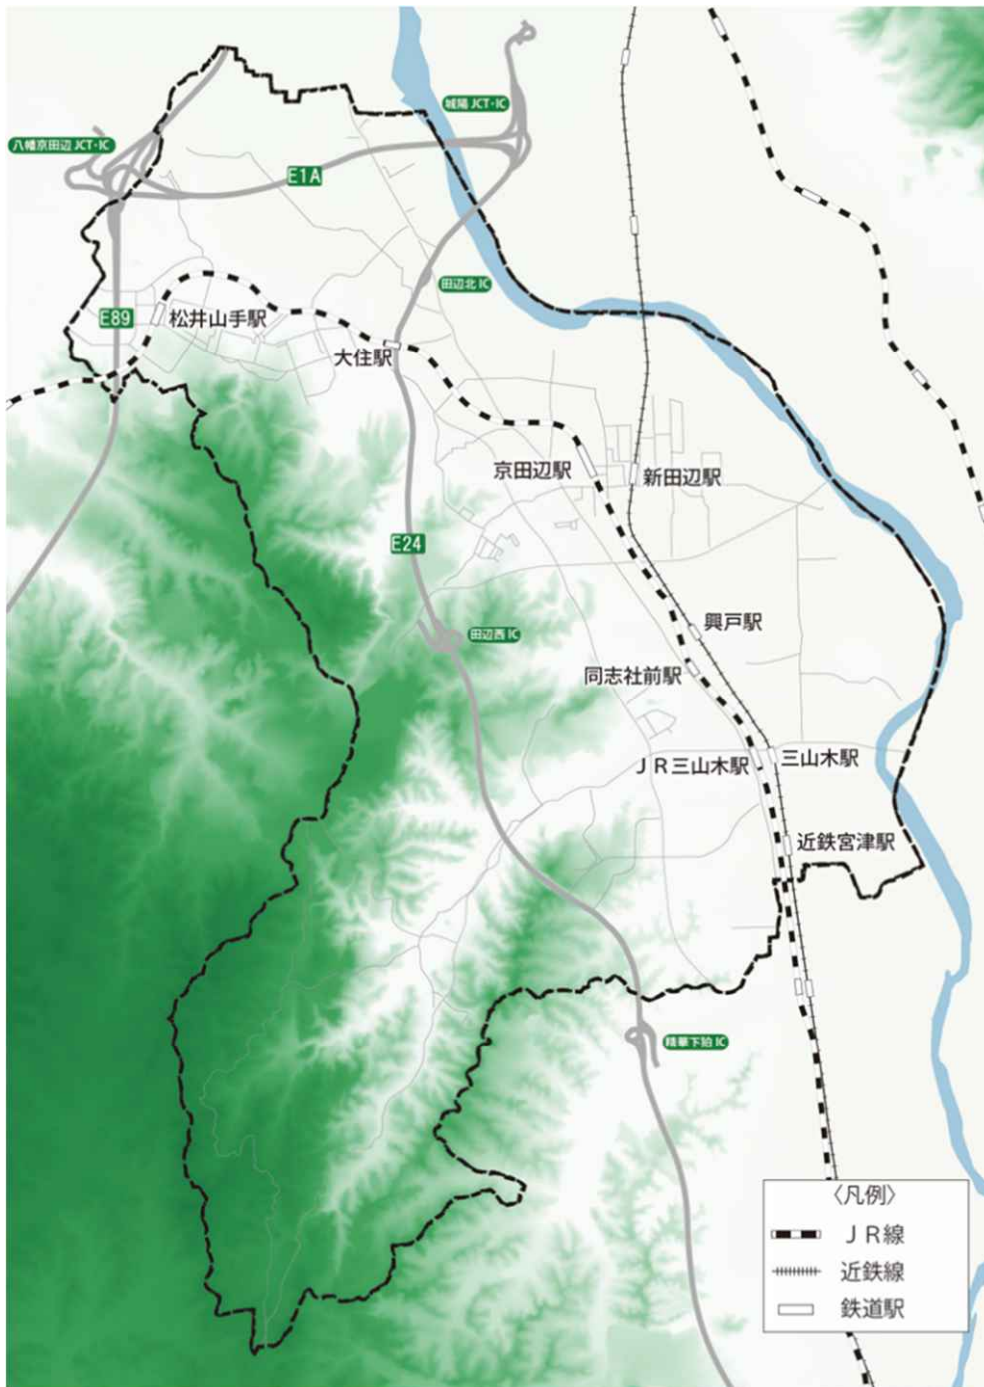 城陽 JCT·IC
八幡京田辺 JCT·IC
E1A
田辺北 IC
E89
松井山手駅
大住駅
京田辺駅
新田辺駅
E24
興戸駅
田辺西 IC
同志社前駅
ＪＲ三山木駅
三山木駅
近鉄宮津駅
精華下狛 IC
〈凡例〉
ＪＲ線
近鉄線
鉄道駅